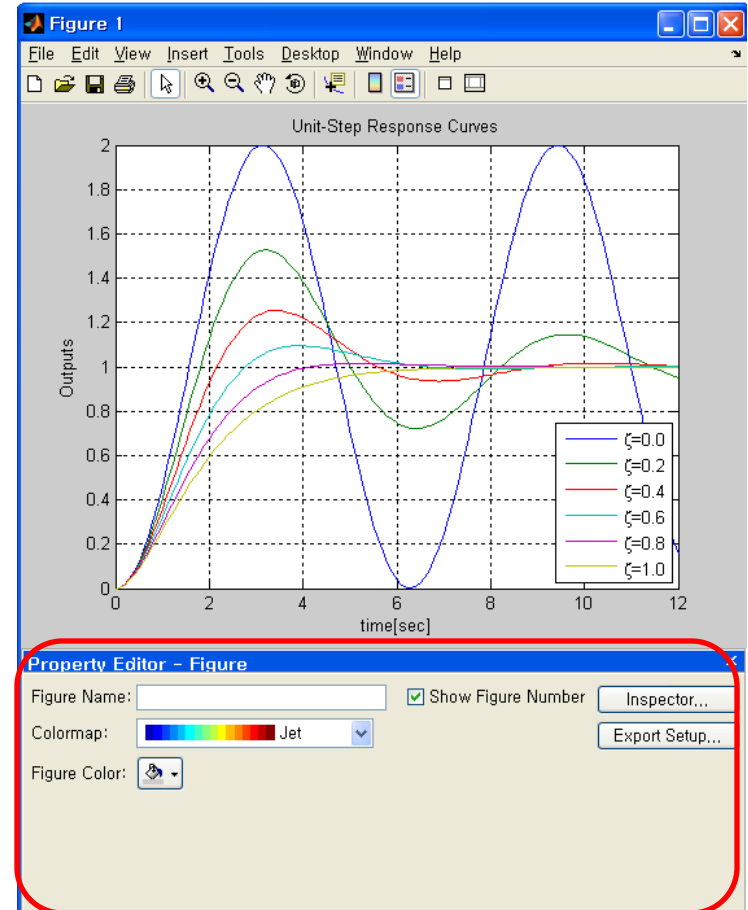 Figure 1
File Edit View Insert Tools Desktop Window Help
Unit-Step Response Curves
2
1.8
1.6
1.4
1.2
1
0.8
0.6
0.4
0.2
0
Outputs
ζ=0.0
ζ=0.2
ζ=0.4
ζ=0.6
ζ=0.8
ζ=1.0
0 2 4 6 8 10 12
time[sec]
Property Editor - Figure
Figure Name: Show Figure Number Inspector...
Colormap: Jet Export Setup...
Figure Color: